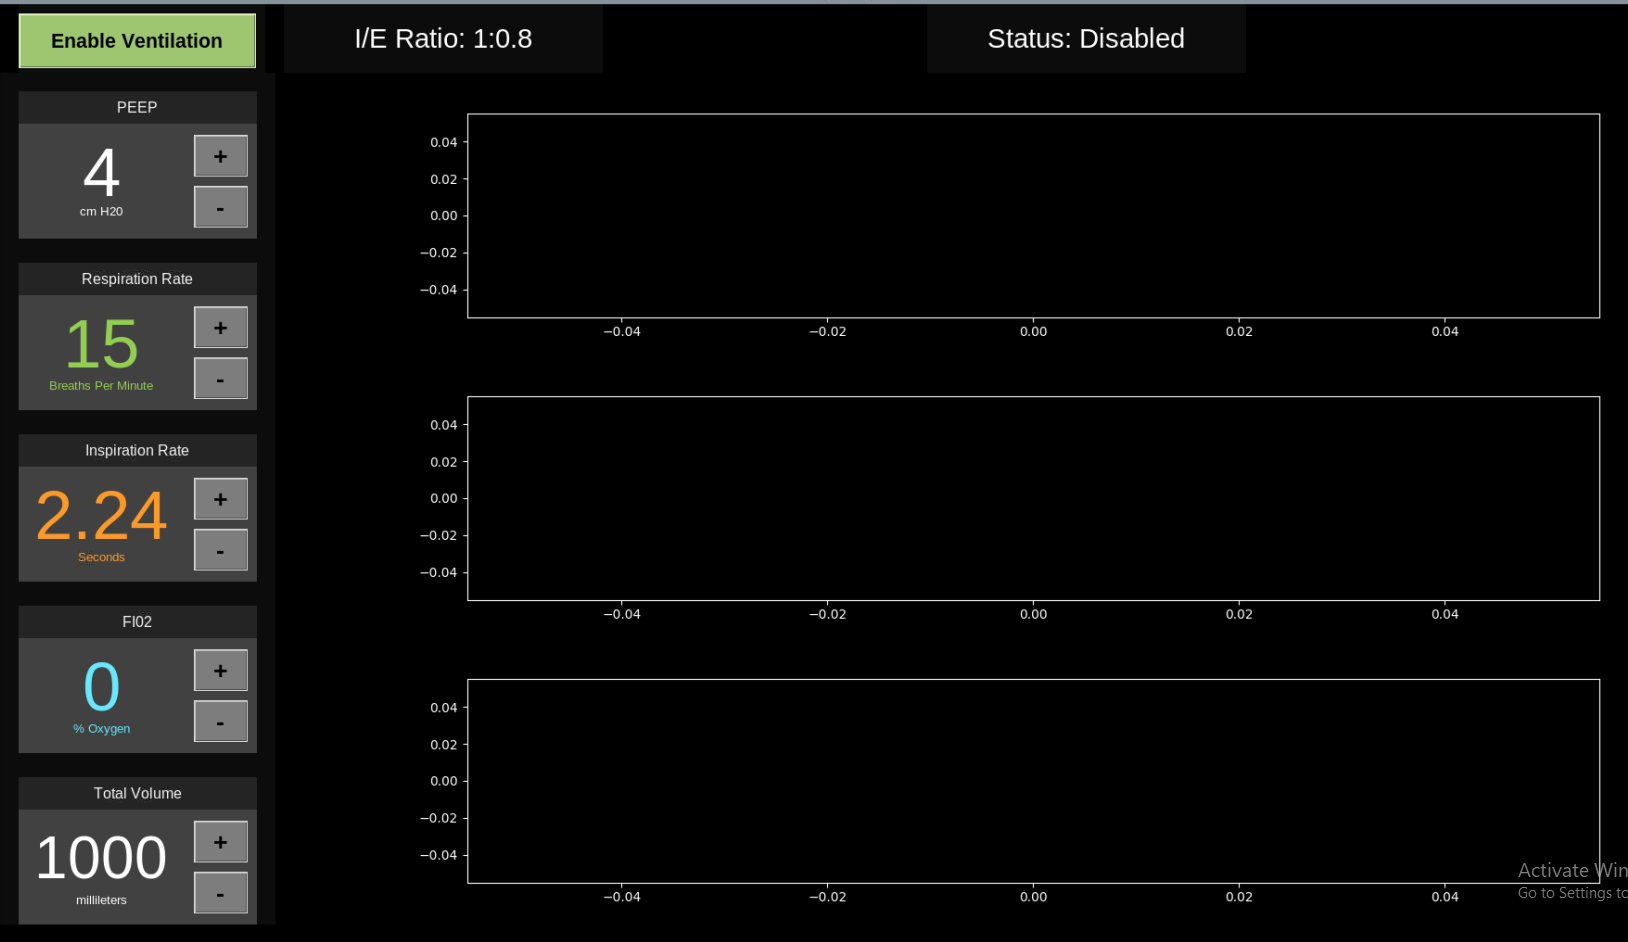 Enable Ventilation
I/E Ratio: 1:0.8
Status: Disabled
PEEP
4
cm H20
+
-
Respiration Rate
15
Breaths Per Minute
+
-
Inspiration Rate
2.24
Seconds
+
-
FI02
0
% Oxygen
+
-
Total Volume
1000
millileters
+
-
0.04
0.02
0.00
−0.02
−0.04
−0.04 −0.02 0.00 0.02 0.04
0.04
0.02
0.00
−0.02
−0.04
−0.04 −0.02 0.00 0.02 0.04
0.04
0.02
0.00
−0.02
−0.04
−0.04 −0.02 0.00 0.02 0.04
Activate Win
Go to Settings to